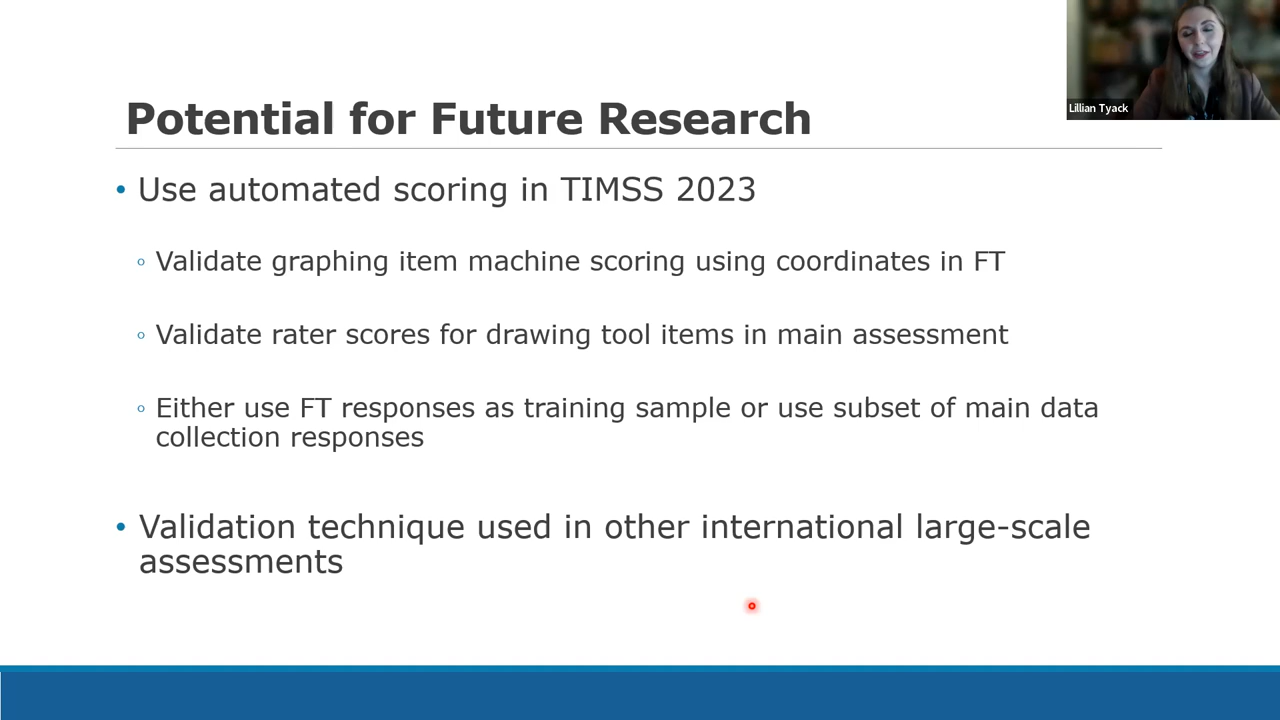 Lillian Tyack
Potential for Future Research
• Use automated scoring in TIMSS 2023
◦ Validate graphing item machine scoring using coordinates in FT
◦ Validate rater scores for drawing tool items in main assessment
◦ Either use FT responses as training sample or use subset of main data
collection responses
• Validation technique used in other international large-scale
assessments